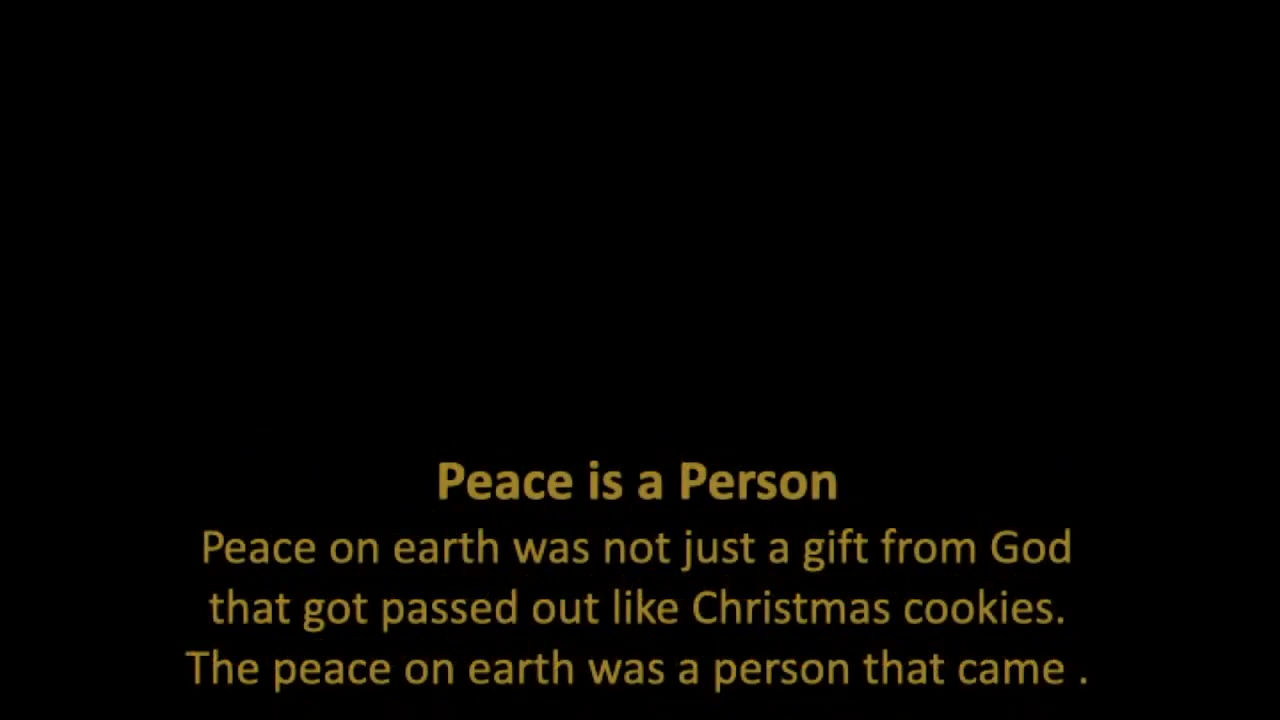 Peace is a Person
Peace on earth was not just a gift from God
that got passed out like Christmas cookies.
The peace on earth was a person that came .